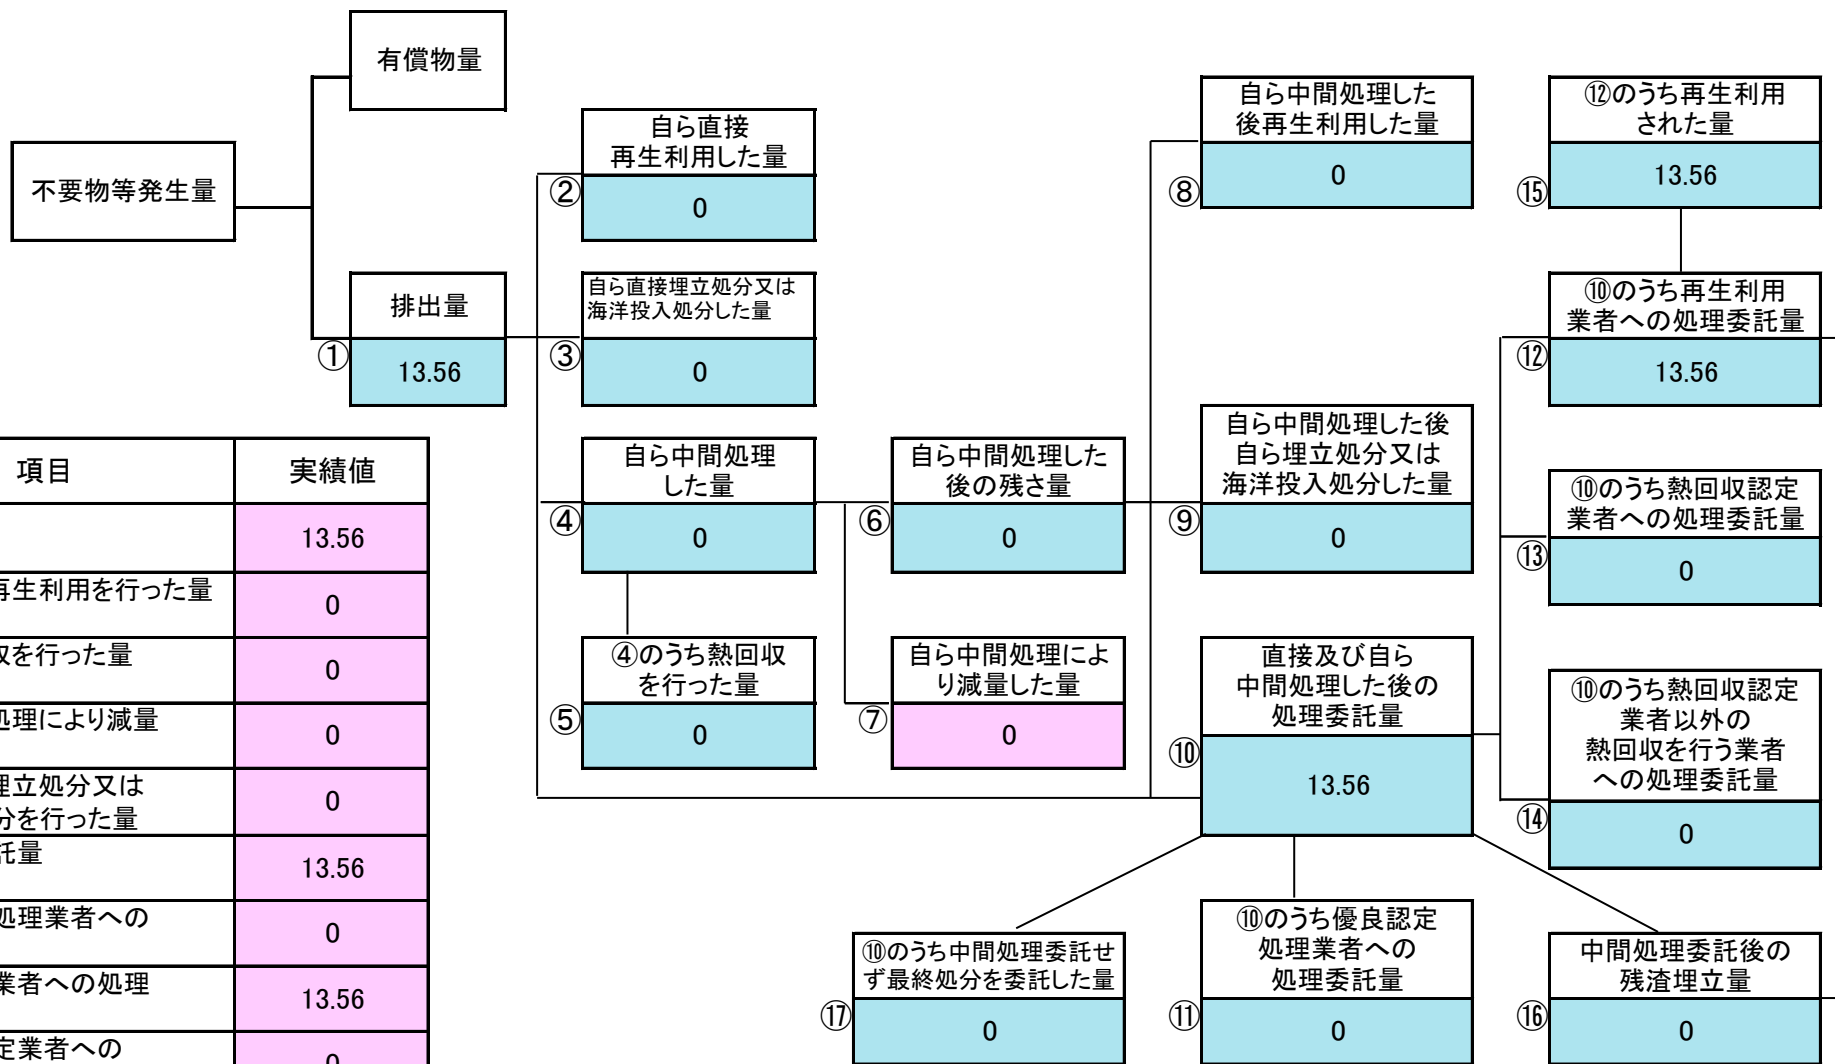 有償物量
不要物等発生量
排出量
①
13.56
自ら直接
再生利用した量
②
0
自ら直接埋立処分又は
海洋投入処分した量
③
0
自ら中間処理
した量
④
0
④のうち熱回収
を行った量
⑤
0
自ら中間処理した
後の残さ量
⑥
0
自ら中間処理によ
り減量した量
⑦
0
自ら中間処理した
後再生利用した量
⑧
0
自ら中間処理した後
自ら埋立処分又は
海洋投入処分した量
⑨
0
直接及び自ら
中間処理した後の
処理委託量
⑩
13.56
⑫のうち再生利用
された量
⑮
13.56
⑩のうち再生利用
業者への処理委託量
⑫
13.56
⑩のうち熱回収認定
業者への処理委託量
⑬
0
⑩のうち熱回収認定
業者以外の
熱回収を行う業者
への処理委託量
⑭
0
⑩のうち中間処理委託せ
ず最終処分を委託した量
⑰
0
⑩のうち優良認定
処理業者への
処理委託量
⑪
0
中間処理委託後の
残渣埋立量
⑯
0
項目
実績値
13.56
再生利用を行った量
0
収を行った量
0
処理により減量
0
埋立処分又は
分を行った量
0
託量
13.56
処理業者への
0
業者への処理
13.56
定業者への
0